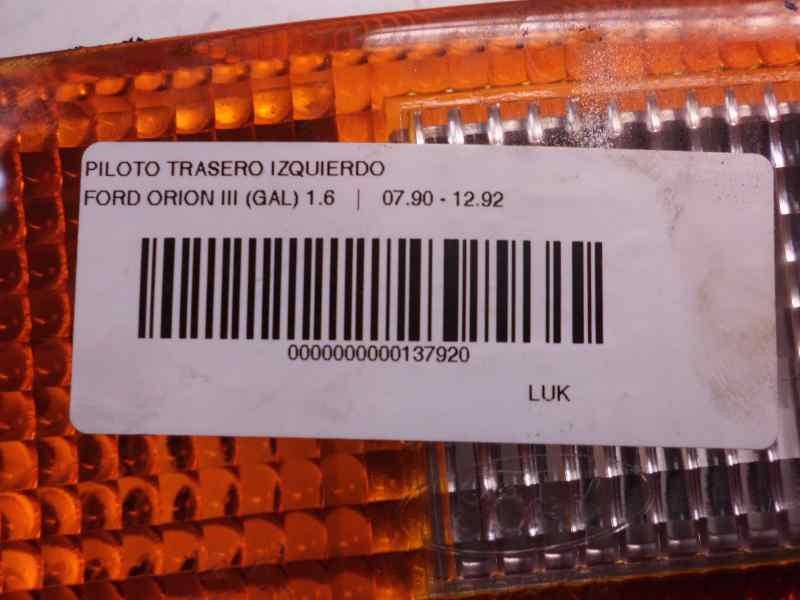 PILOTO TRASERO IZQUIERDO
FORD ORION III (GAL) 1.6 | 07.90 - 12.92
0000000000137920
LUK